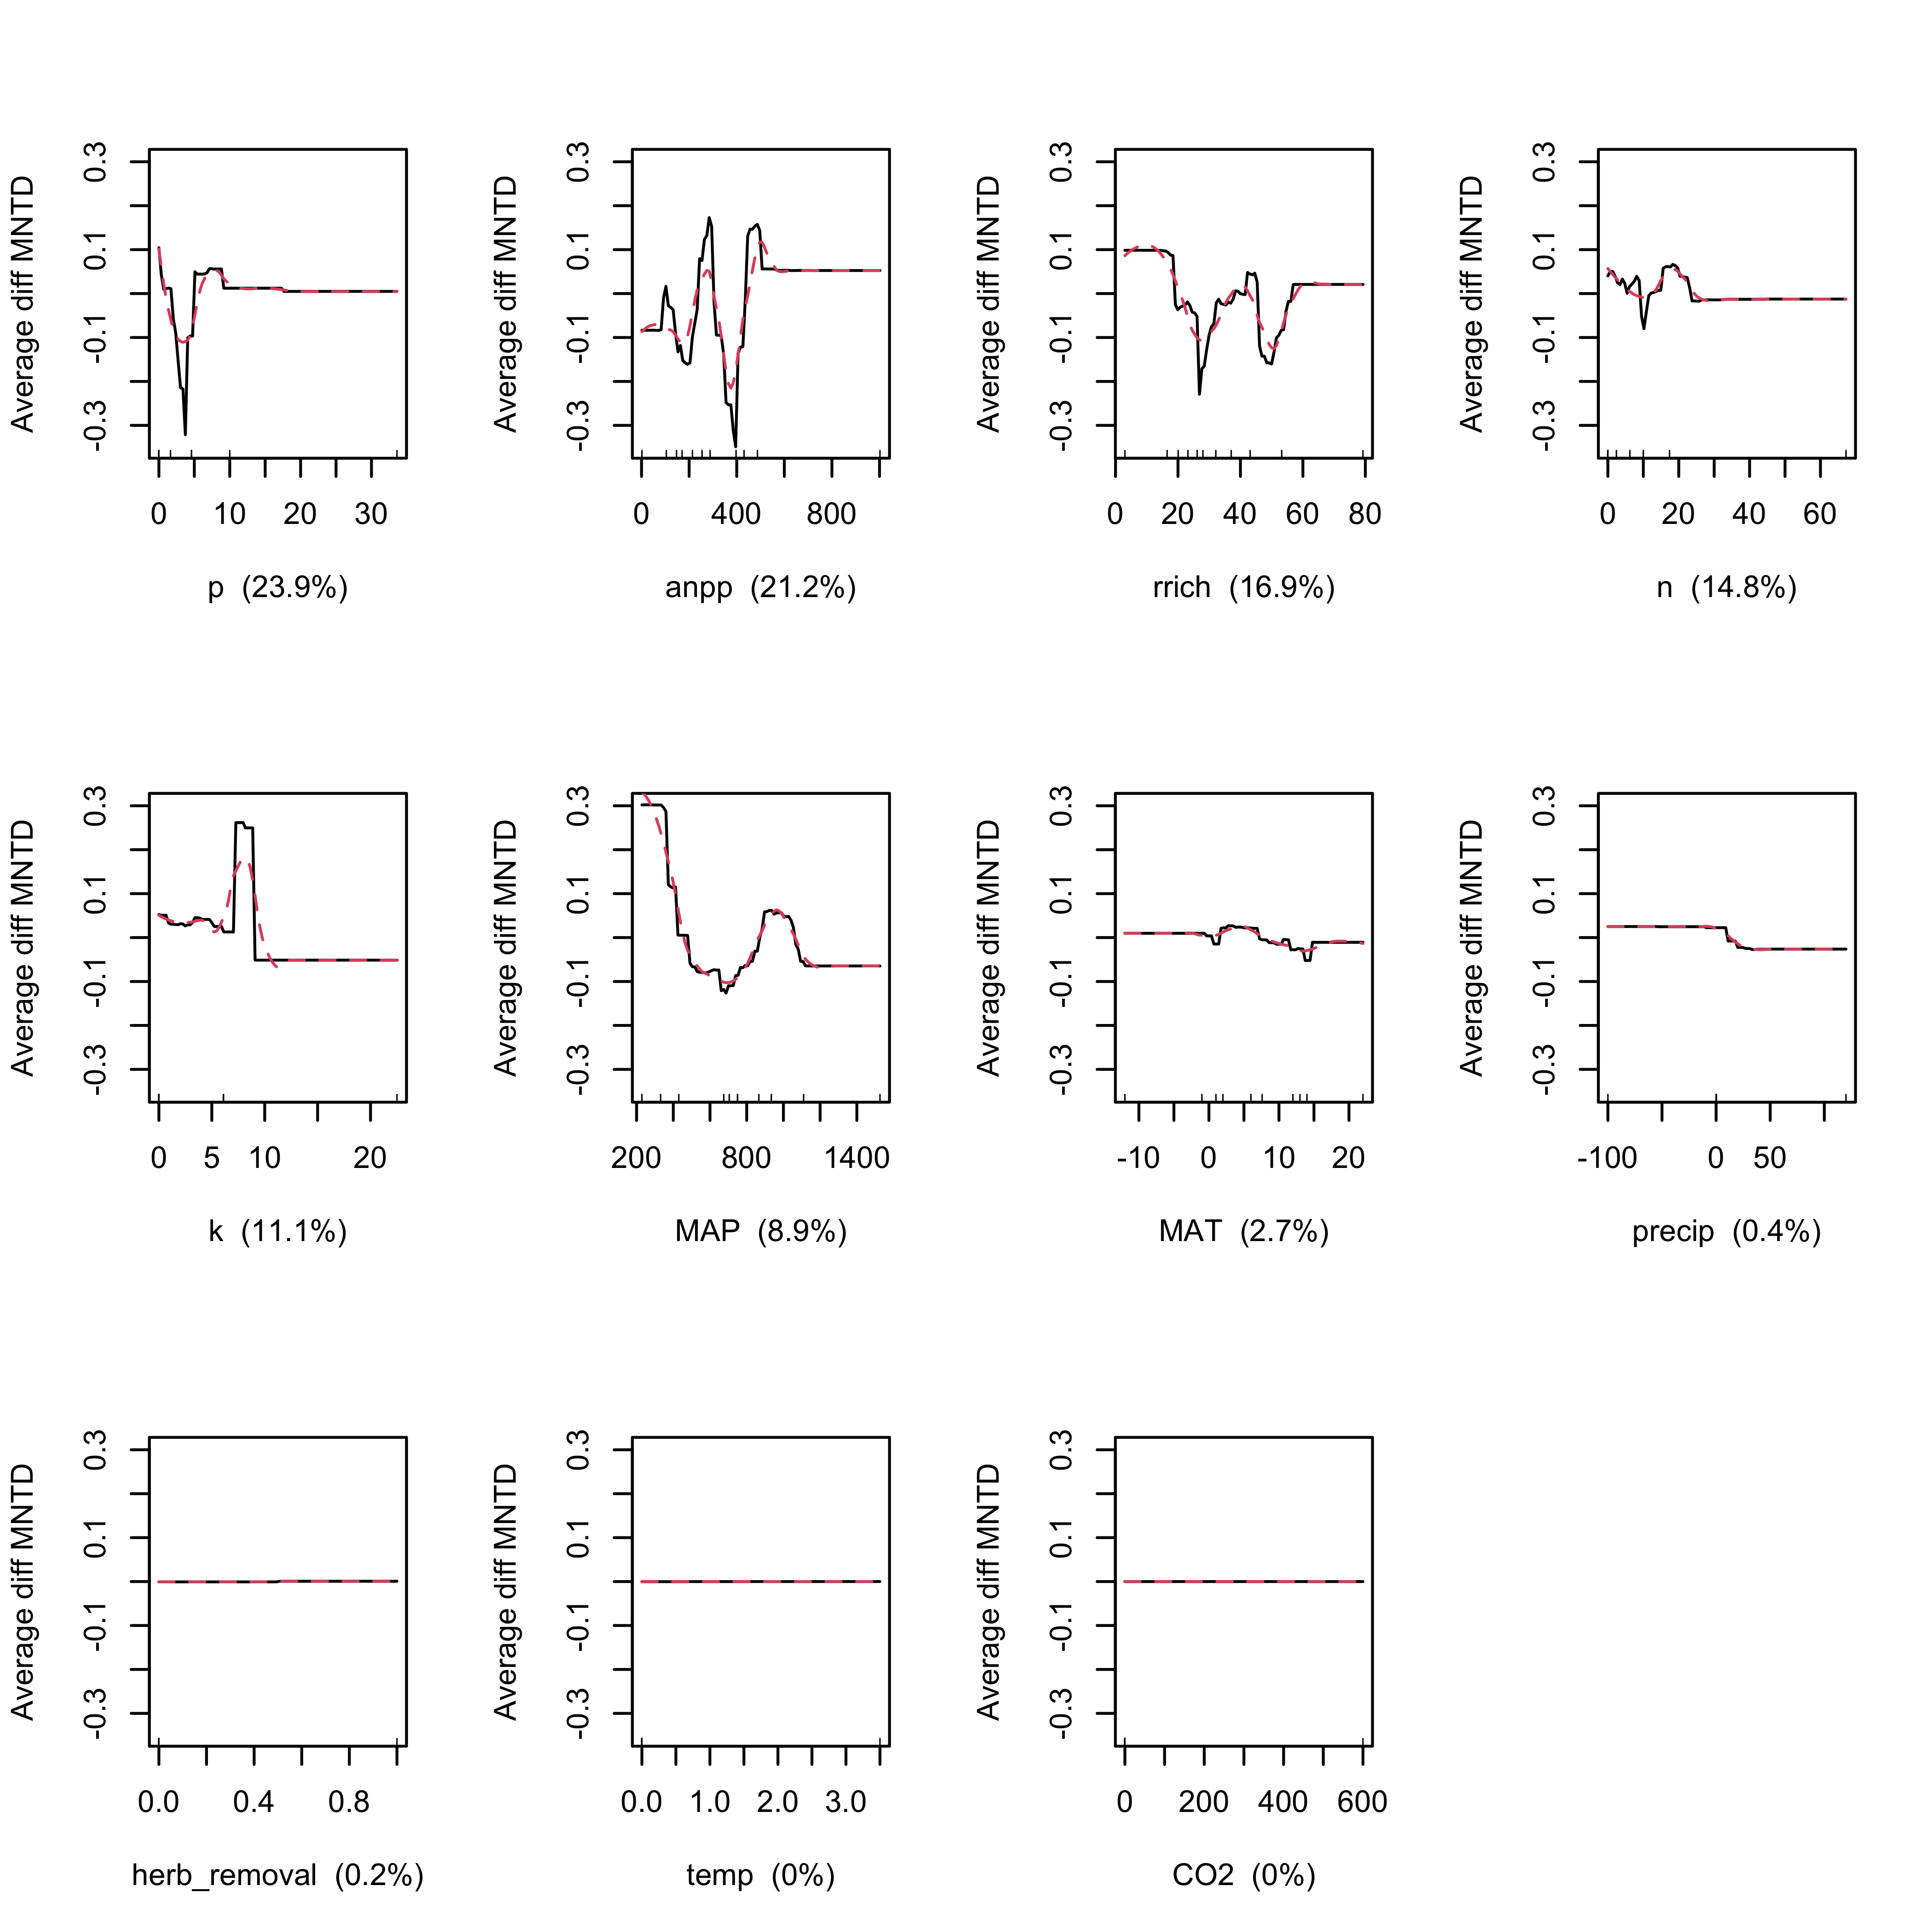 Average diff MNTD
0.3
0.1
-0.1
-0.3
0 10 20 30
p (23.9%)
Average diff MNTD
0.3
0.1
-0.1
-0.3
0 400 800
anpp (21.2%)
Average diff MNTD
0.3
0.1
-0.1
-0.3
0 20 40 60 80
rrich (16.9%)
Average diff MNTD
0.3
0.1
-0.1
-0.3
0 20 40 60
n (14.8%)
Average diff MNTD
0.3
0.1
-0.1
-0.3
0 5 10 20
k (11.1%)
Average diff MNTD
0.3
0.1
-0.1
-0.3
200 800 1400
MAP (8.9%)
Average diff MNTD
0.3
0.1
-0.1
-0.3
-10 0 10 20
MAT (2.7%)
Average diff MNTD
0.3
0.1
-0.1
-0.3
-100 0 50
precip (0.4%)
Average diff MNTD
0.3
0.1
-0.1
-0.3
0.0 0.4 0.8
herb_removal (0.2%)
Average diff MNTD
0.3
0.1
-0.1
-0.3
0.0 1.0 2.0 3.0
temp (0%)
Average diff MNTD
0.3
0.1
-0.1
-0.3
0 200 400 600
CO2 (0%)